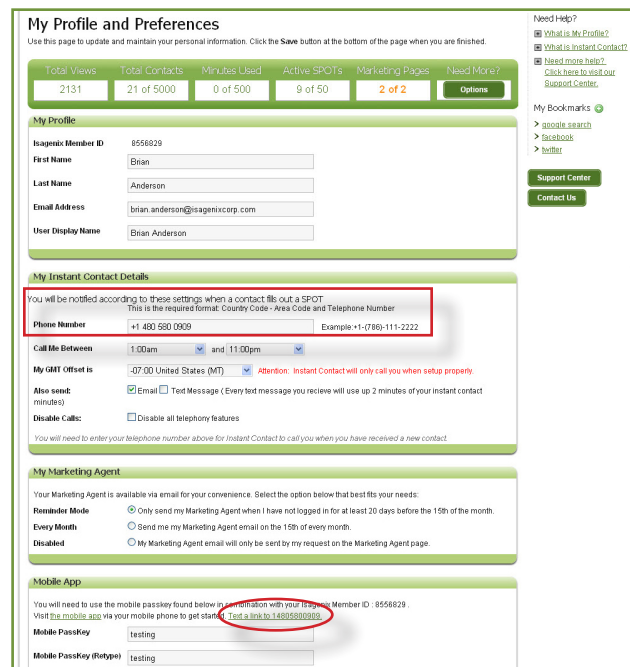 My Profile and Preferences
Use this page to update and maintain your personal information. Click the Save button at the bottom of the page when you are finished.
Total Views Total Contacts Minutes Used Active SPOTs Marketing Pages Need More?
2131 21 of 5000 0 of 500 9 of 50 2 of 2 Options
My Profile
Isagenix Member ID 8556829
First Name Brian
Last Name Anderson
Email Address brian.anderson@isagenixcorp.com
User Display Name Brian Anderson
My Instant Contact Details
You will be notified according to these settings when a contact fills out a SPOT
This is the required format: Country Code - Area Code and Telephone Number
Phone Number +1 480 580 0909 Example:+1-(786)-111-2222
Call Me Between 1:00am and 11:00pm
My GMT Offset is -07:00 United States (MT) Attention: Instant Contact will only call you when setup properly.
Also send: Email Text Message ( Every text message you recieve will use up 2 minutes of your instant
minutes)
Disable Calls: Disable all telephony features
You will need to enter your telephone number above for Instant Contact to call you when you have received a new contact.
My Marketing Agent
Your Marketing Agent is available via email for your convenience. Select the option below that best fits your needs:
Reminder Mode Only send my Marketing Agent when I have not logged in for at least 20 days before the 15th of the month.
Every Month Send me my Marketing Agent email on the 15th of every month.
Disabled My Marketing Agent email will only be sent by my request on the Marketing Agent page.
Mobile App
You will need to use the mobile passkey found below in combination with your Isagenix Member ID : 8556829 .
Visit the mobile app via your mobile phone to get started. Text a link to 14805800909.
Mobile PassKey testing
Mobile PassKey (Retype) testing
Need Help?
What is My Profile?
What is Instant Contact?
Need more help?
Click here to visit our
Support Center.
My Bookmarks
> google search
> facebook
> twitter
Support Center
Contact Us